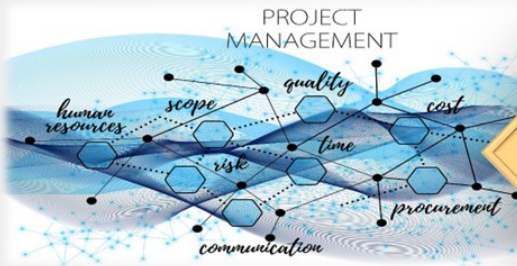 PROJECT
MANAGEMENT
quality
scope
cost
human
resources
time
risk
procurement
communication